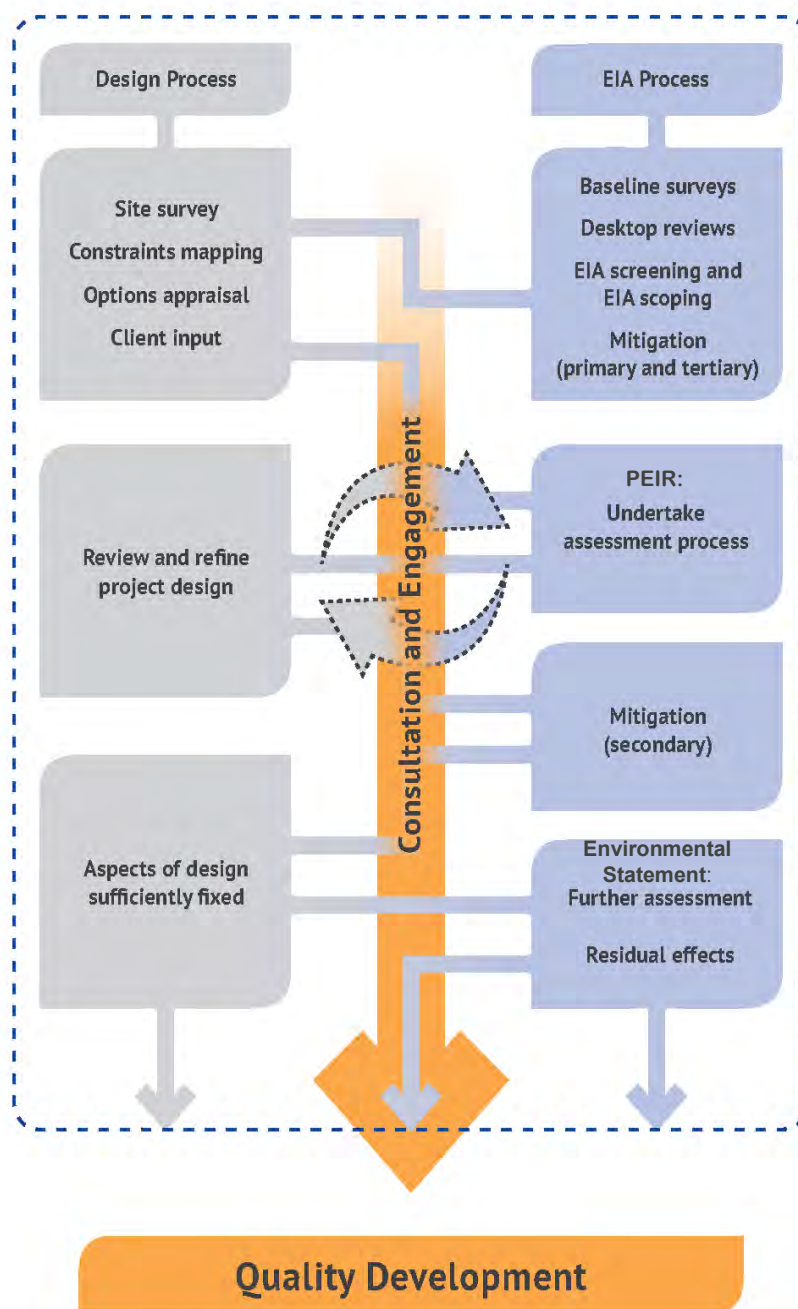 Design Process
Site survey
Constraints mapping
Options appraisal
Client input
Review and refine
project design
Aspects of design
sufficiently fixed
Consultation and Engagement
EIA Process
Baseline surveys
Desktop reviews
EIA screening and
EIA scoping
Mitigation
(primary and tertiary)
PEIR:
Undertake
assessment process
Mitigation
(secondary)
Environmental
Statement:
Further assessment
Residual effects
Quality Development